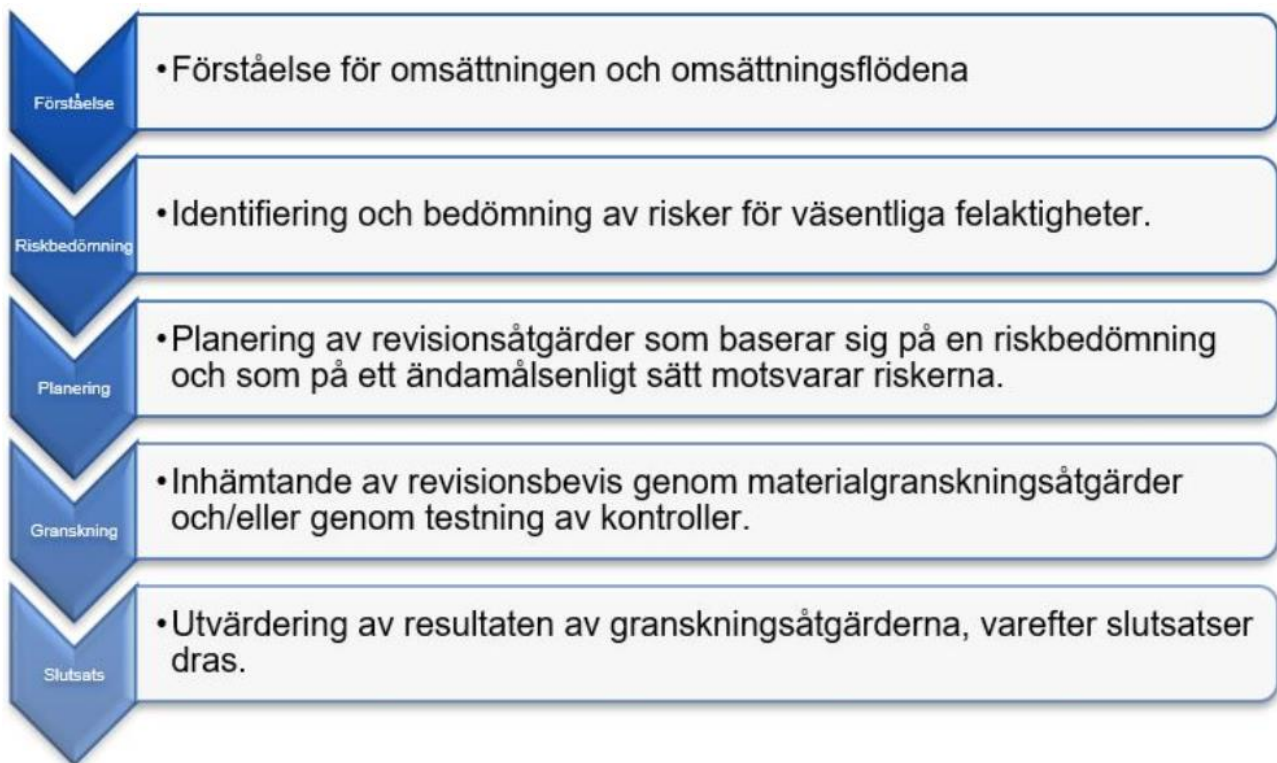 Förståelse
•Förståelse för omsättningen och omsättningsflödena
Riskbedömning
•Identifiering och bedömning av risker för väsentliga felaktigheter.
Planering
•Planering av revisionsåtgärder som baserar sig på en riskbedömning
och som på ett ändamålsenligt sätt motsvarar riskerna.
Granskning
•Inhämtande av revisionsbevis genom materialgranskningsåtgärder
och/eller genom testning av kontroller.
Slutsats
•Utvärdering av resultaten av granskningsåtgärderna, varefter slutsatser
dras.